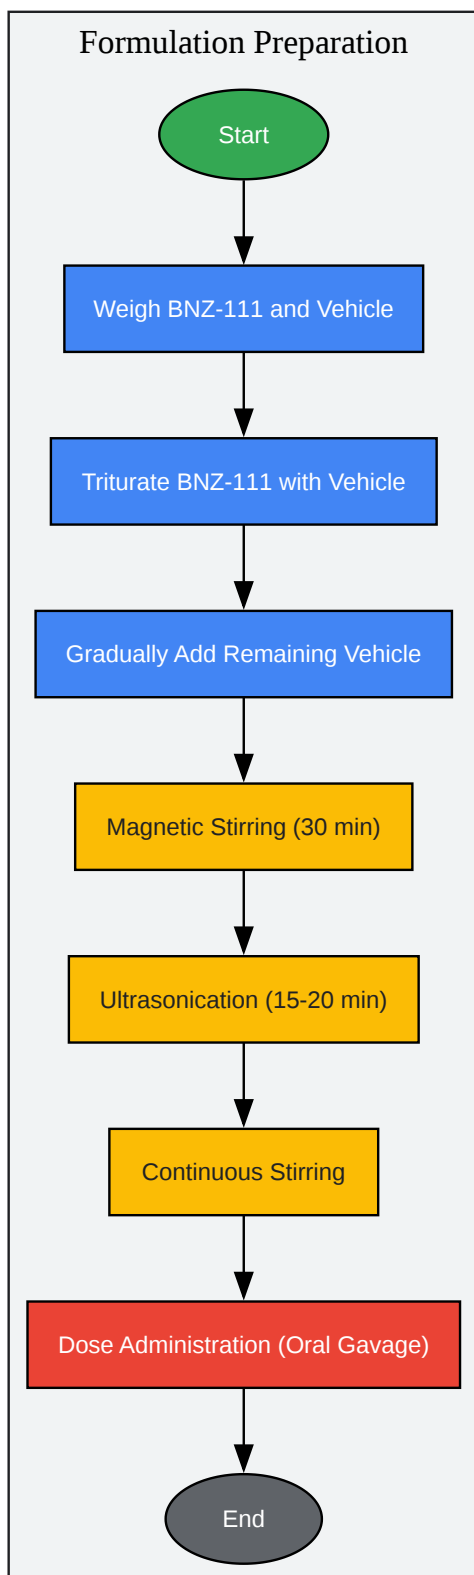 Formulation Preparation
Start
Weigh BNZ-111 and Vehicle
Triturate BNZ-111 with Vehicle
Gradually Add Remaining Vehicle
Magnetic Stirring (30 min)
Ultrasonication (15-20 min)
Continuous Stirring
Dose Administration (Oral Gavage)
End